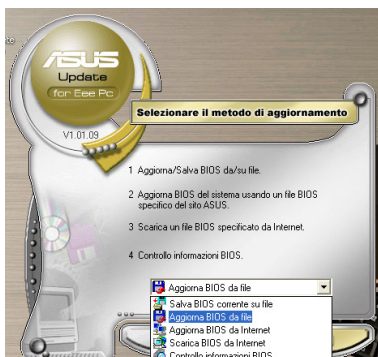 ASUS
Update
for Eee Pc
V1.01.09
Selezionare il metodo di aggiornamento
1 Aggiorna/Salva BIOS da/su file.
2 Aggiorna BIOS del sistema usando un file BIOS
specifico del sito ASUS.
3 Scarica un file BIOS specificato da Internet.
4 Controllo informazioni BIOS.
Aggiorna BIOS da file
Salva BIOS corrente su file
Aggiorna BIOS da file
Aggiorna BIOS da Internet
Scarica BIOS da Internet
Controllo informazioni BIOS